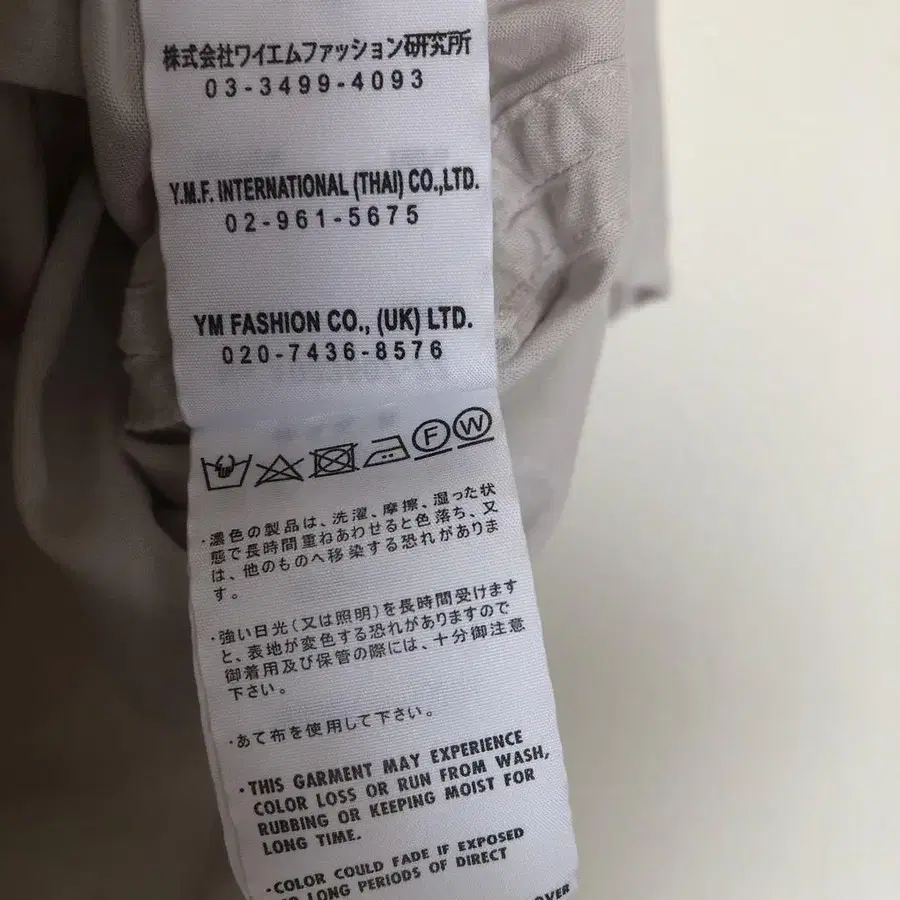 株式会社ワイエムファッション研究所
03-3499-4093
Y.M.F. INTERNATIONAL (THAI) CO.,LTD.
02-961-5675
YM FASHION CO., (UK) LTD.
020-7436-8576
F W
・濃色の製品は、洗濯、摩擦、湿った状
態で長時間重ねあわせると色落ち、又
は、他のものへ移染する恐れがありま
す。
・強い日光(又は照明)を長時間受けます
と、表地が変色する恐れがありますので
御着用及び保管の際には、十分御注意
下さい。
・あて布を使用して下さい。
・THIS GARMENT MAY EXPERIENCE
COLOR LOSS OR RUN FROM WASH,
RUBBING OR KEEPING MOIST FOR
LONG TIME.
・COLOR COULD FADE IF EXPOSED
TO LONG PERIODS OF DIRECT
OVER